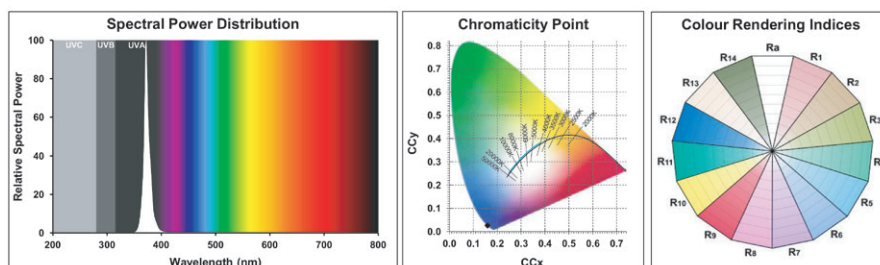 Spectral Power Distribution
UVC UVB UVA
Relative Spectral Power
100
80
60
40
20
0
200 300 400 500 600 700 800
Wavelength (nm)
Chromaticity Point
CCy
0.8
0.7
0.6
0.5
0.4
0.3
0.2
0.1
0.0
0.0 0.1 0.2 0.3 0.4 0.5 0.6 0.7
CCx
Colour Rendering Indices
Ra
R1
R2
R3
R
R5
R6
R7
R8
R9
R10
R11
R12
R13
R14